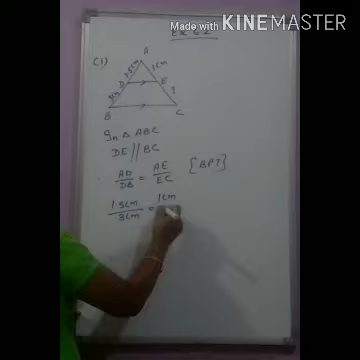 Made with KINEMASTER
Ex 6.2
(1)
A
1.5cm 1cm
D E
3cm ?
B C
In △ ABC
DE // BC
AD/DB = AE/EC [BPT]
1.5cm/3cm = 1cm